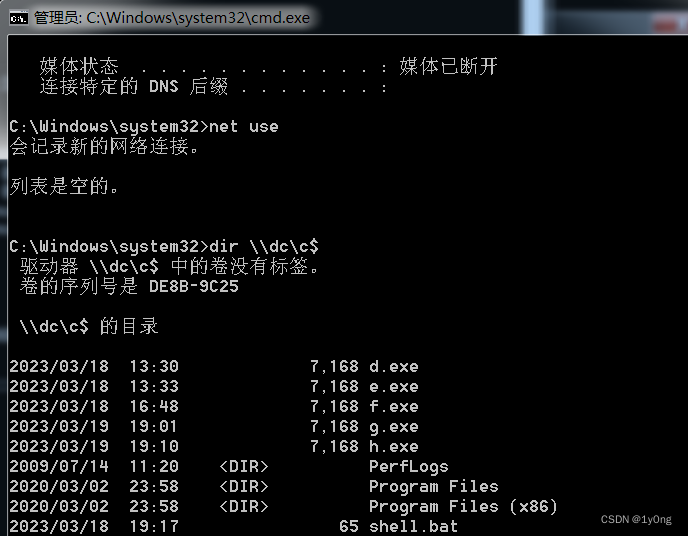 管理员: C:\Windows\system32\cmd.exe
媒体状态 . . . . . . . . . . . . : 媒体已断开
连接特定的 DNS 后缀 . . . . . . . :
C:\Windows\system32>net use
会记录新的网络连接。
列表是空的。
C:\Windows\system32>dir \\dc\c$
驱动器 \\dc\c$ 中的卷没有标签。
卷的序列号是 DE8B-9C25
\\dc\c$ 的目录
2023/03/18  13:30             7,168 d.exe
2023/03/18  13:33             7,168 e.exe
2023/03/18  16:48             7,168 f.exe
2023/03/19  19:01             7,168 g.exe
2023/03/19  19:10             7,168 h.exe
2009/07/14  11:20    <DIR>          PerfLogs
2020/03/02  23:58    <DIR>          Program Files
2020/03/02  23:58    <DIR>          Program Files (x86)
2023/03/18  19:17                65 shell.bat
CSDN @1y0ng